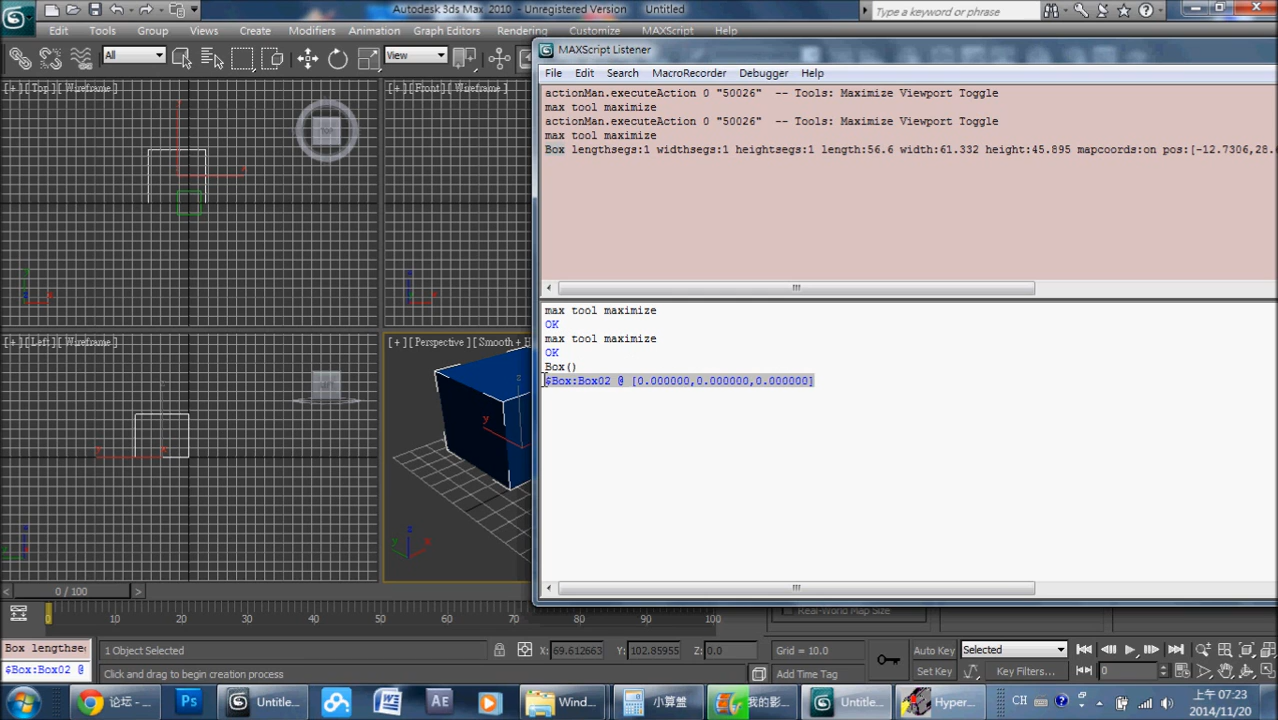 Autodesk 3ds Max 2010 - Unregistered Version Untitled
Type a keyword or phrase
Edit Tools Group Views Create Modifiers Animation Graph Editors Rendering Customize MAXScript Help
All
View
MAXScript Listener
File Edit Search MacroRecorder Debugger Help
[ + ] [ Top ] [ Wireframe ]
[ + ] [ Front ] [ Wireframe ]
TOP
actionMan.executeAction 0 "50026" -- Tools: Maximize Viewport Toggle
max tool maximize
actionMan.executeAction 0 "50026" -- Tools: Maximize Viewport Toggle
max tool maximize
Box lengthsegs:1 widthsegs:1 heightsegs:1 length:56.6 width:61.332 height:45.895 mapcoords:on pos:[-12.7306,28.
max tool maximize
OK
max tool maximize
OK
Box()
$Box:Box02 @ [0.000000,0.000000,0.000000]
[ + ] [ Left ] [ Wireframe ]
[ + ] [ Perspective ] [ Smooth + H
LEFT
z
y
z
x
y
0 / 100
Real-World Map Size
0 10 20 30 40 50 60 70 80 90 100
Box lengthse
1 Object Selected
X: 69.612663 Y: 102.85955 Z: 0.0
Grid = 10.0
Auto Key Selected
$Box:Box02 @
Click and drag to begin creation process
Add Time Tag
Set Key Key Filters... 0
论坛 - ...
Ps
Untitle...
Ae
Wind...
小算盤
我的影...
Untitle...
Hyper...
CH
上午 07:23
2014/11/20